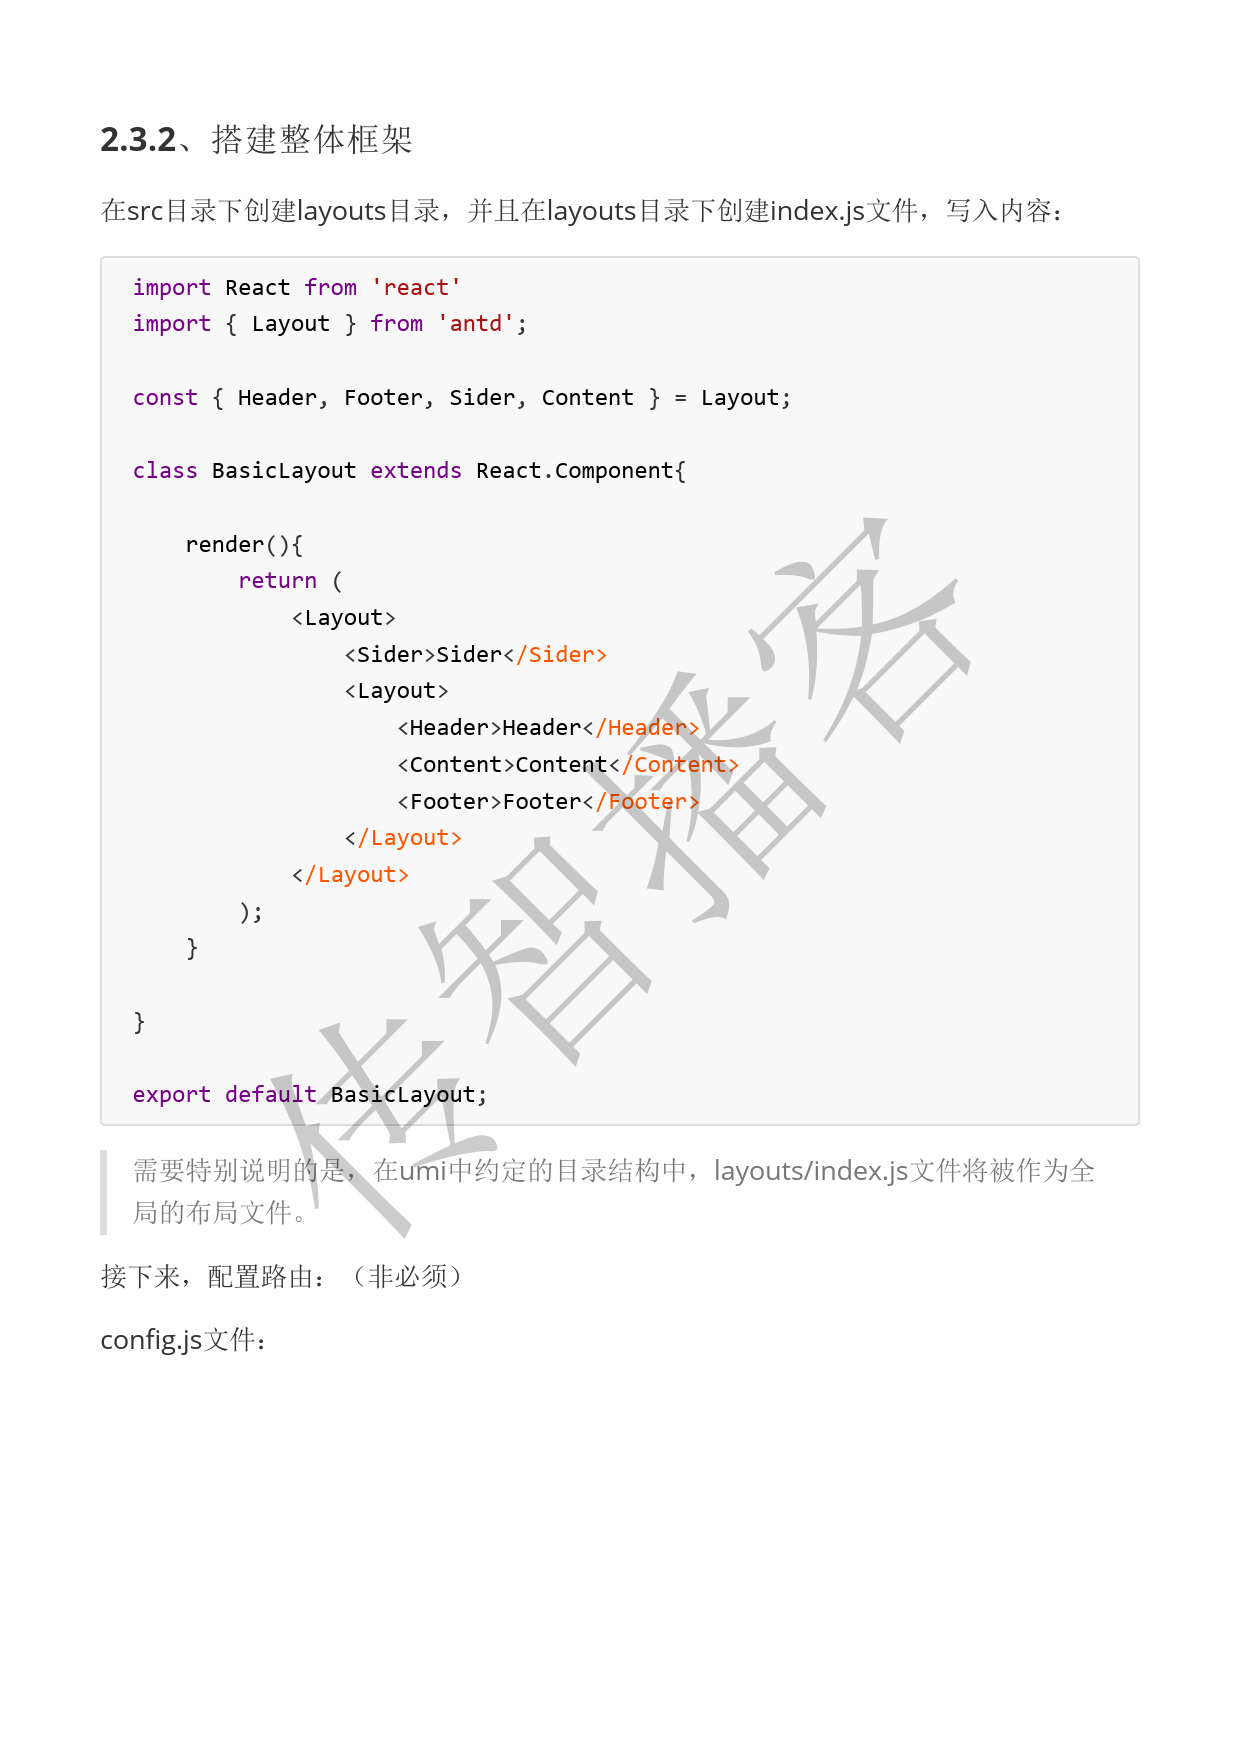 2.3.2、搭建整体框架
在src目录下创建layouts目录，并且在layouts目录下创建index.js文件，写入内容：
import React from 'react'
import { Layout } from 'antd';
const { Header, Footer, Sider, Content } = Layout;
class BasicLayout extends React.Component{
    render(){
        return (
            <Layout>
                <Sider>Sider</Sider>
                <Layout>
                    <Header>Header</Header>
                    <Content>Content</Content>
                    <Footer>Footer</Footer>
                </Layout>
            </Layout>
        );
    }
}
export default BasicLayout;
需要特别说明的是，在umi中约定的目录结构中，layouts/index.js文件将被作为全
局的布局文件。
接下来，配置路由：（非必须）
config.js文件：
传智播客